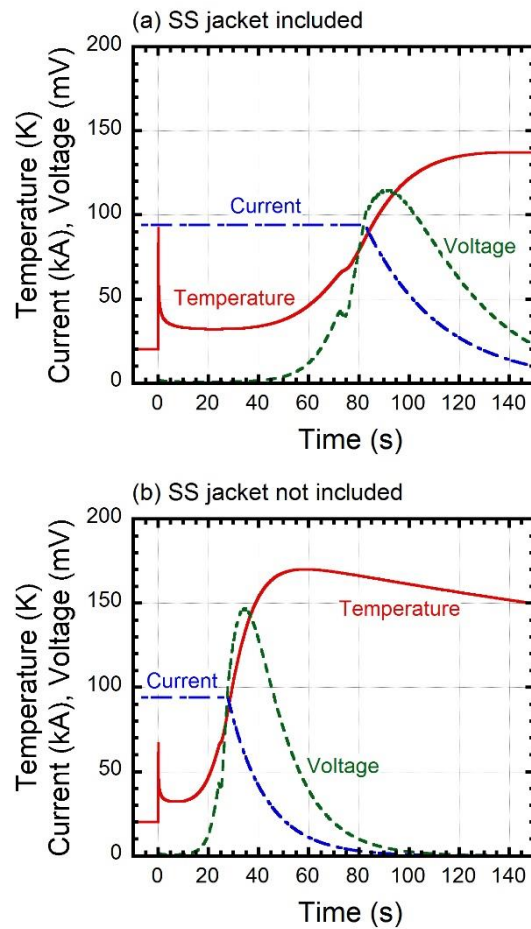 (a) SS jacket included
Temperature (K)
Current (kA), Voltage (mV)
200
150
100
50
0
Current
Voltage
Temperature
0 20 40 60 80 100 120 140
Time (s)
(b) SS jacket not included
Temperature (K)
Current (kA), Voltage (mV)
200
150
100
50
0
Temperature
Current
Voltage
0 20 40 60 80 100 120 140
Time (s)